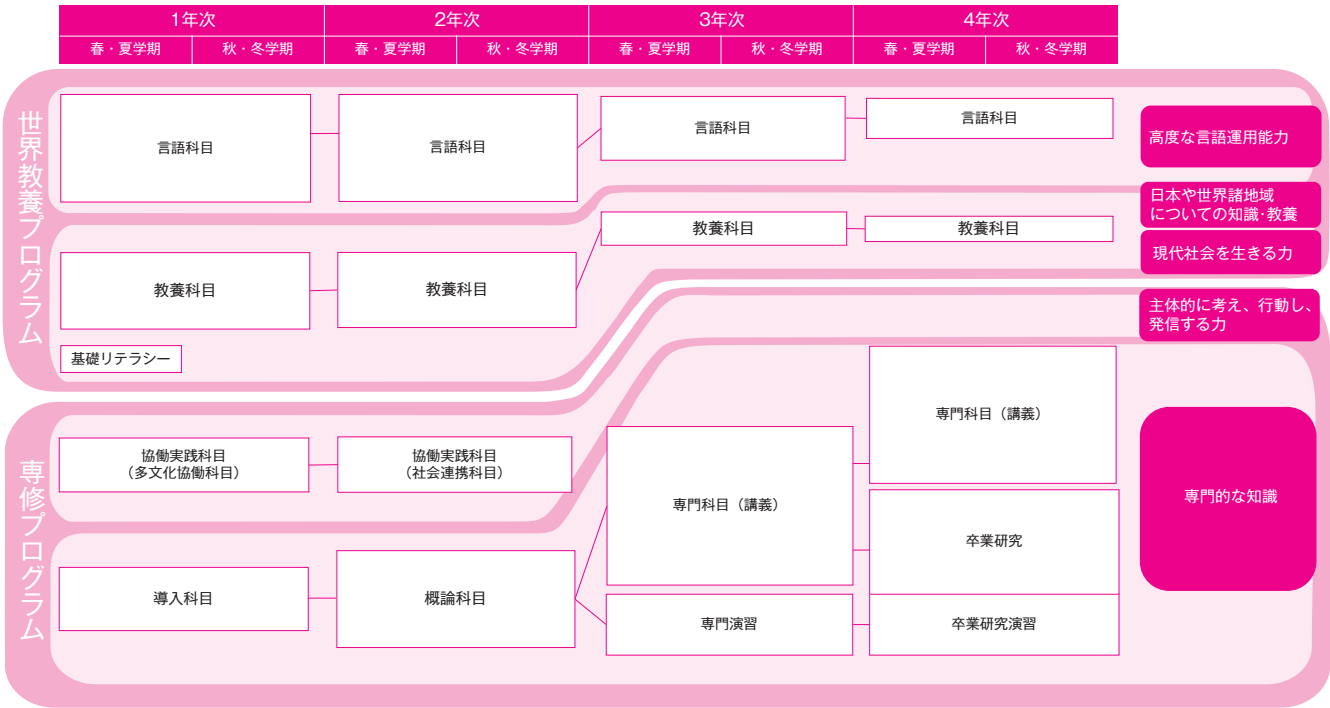 1年次
2年次
3年次
4年次
春・夏学期
秋・冬学期
春・夏学期
秋・冬学期
春・夏学期
秋・冬学期
春・夏学期
秋・冬学期
世界教養プログラム
言語科目
言語科目
言語科目
言語科目
高度な言語運用能力
教養科目
教養科目
教養科目
教養科目
日本や世界諸地域
についての知識・教養
現代社会を生きる力
基礎リテラシー
主体的に考え、行動し、
発信する力
専修プログラム
協働実践科目
（多文化協働科目）
協働実践科目
（社会連携科目）
導入科目
概論科目
専門科目（講義）
専門演習
専門科目（講義）
卒業研究
卒業研究演習
専門的な知識